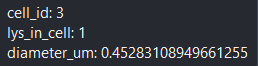 cell_id: 3
lys_in_cell: 1
diameter_um: 0.45283108949661255